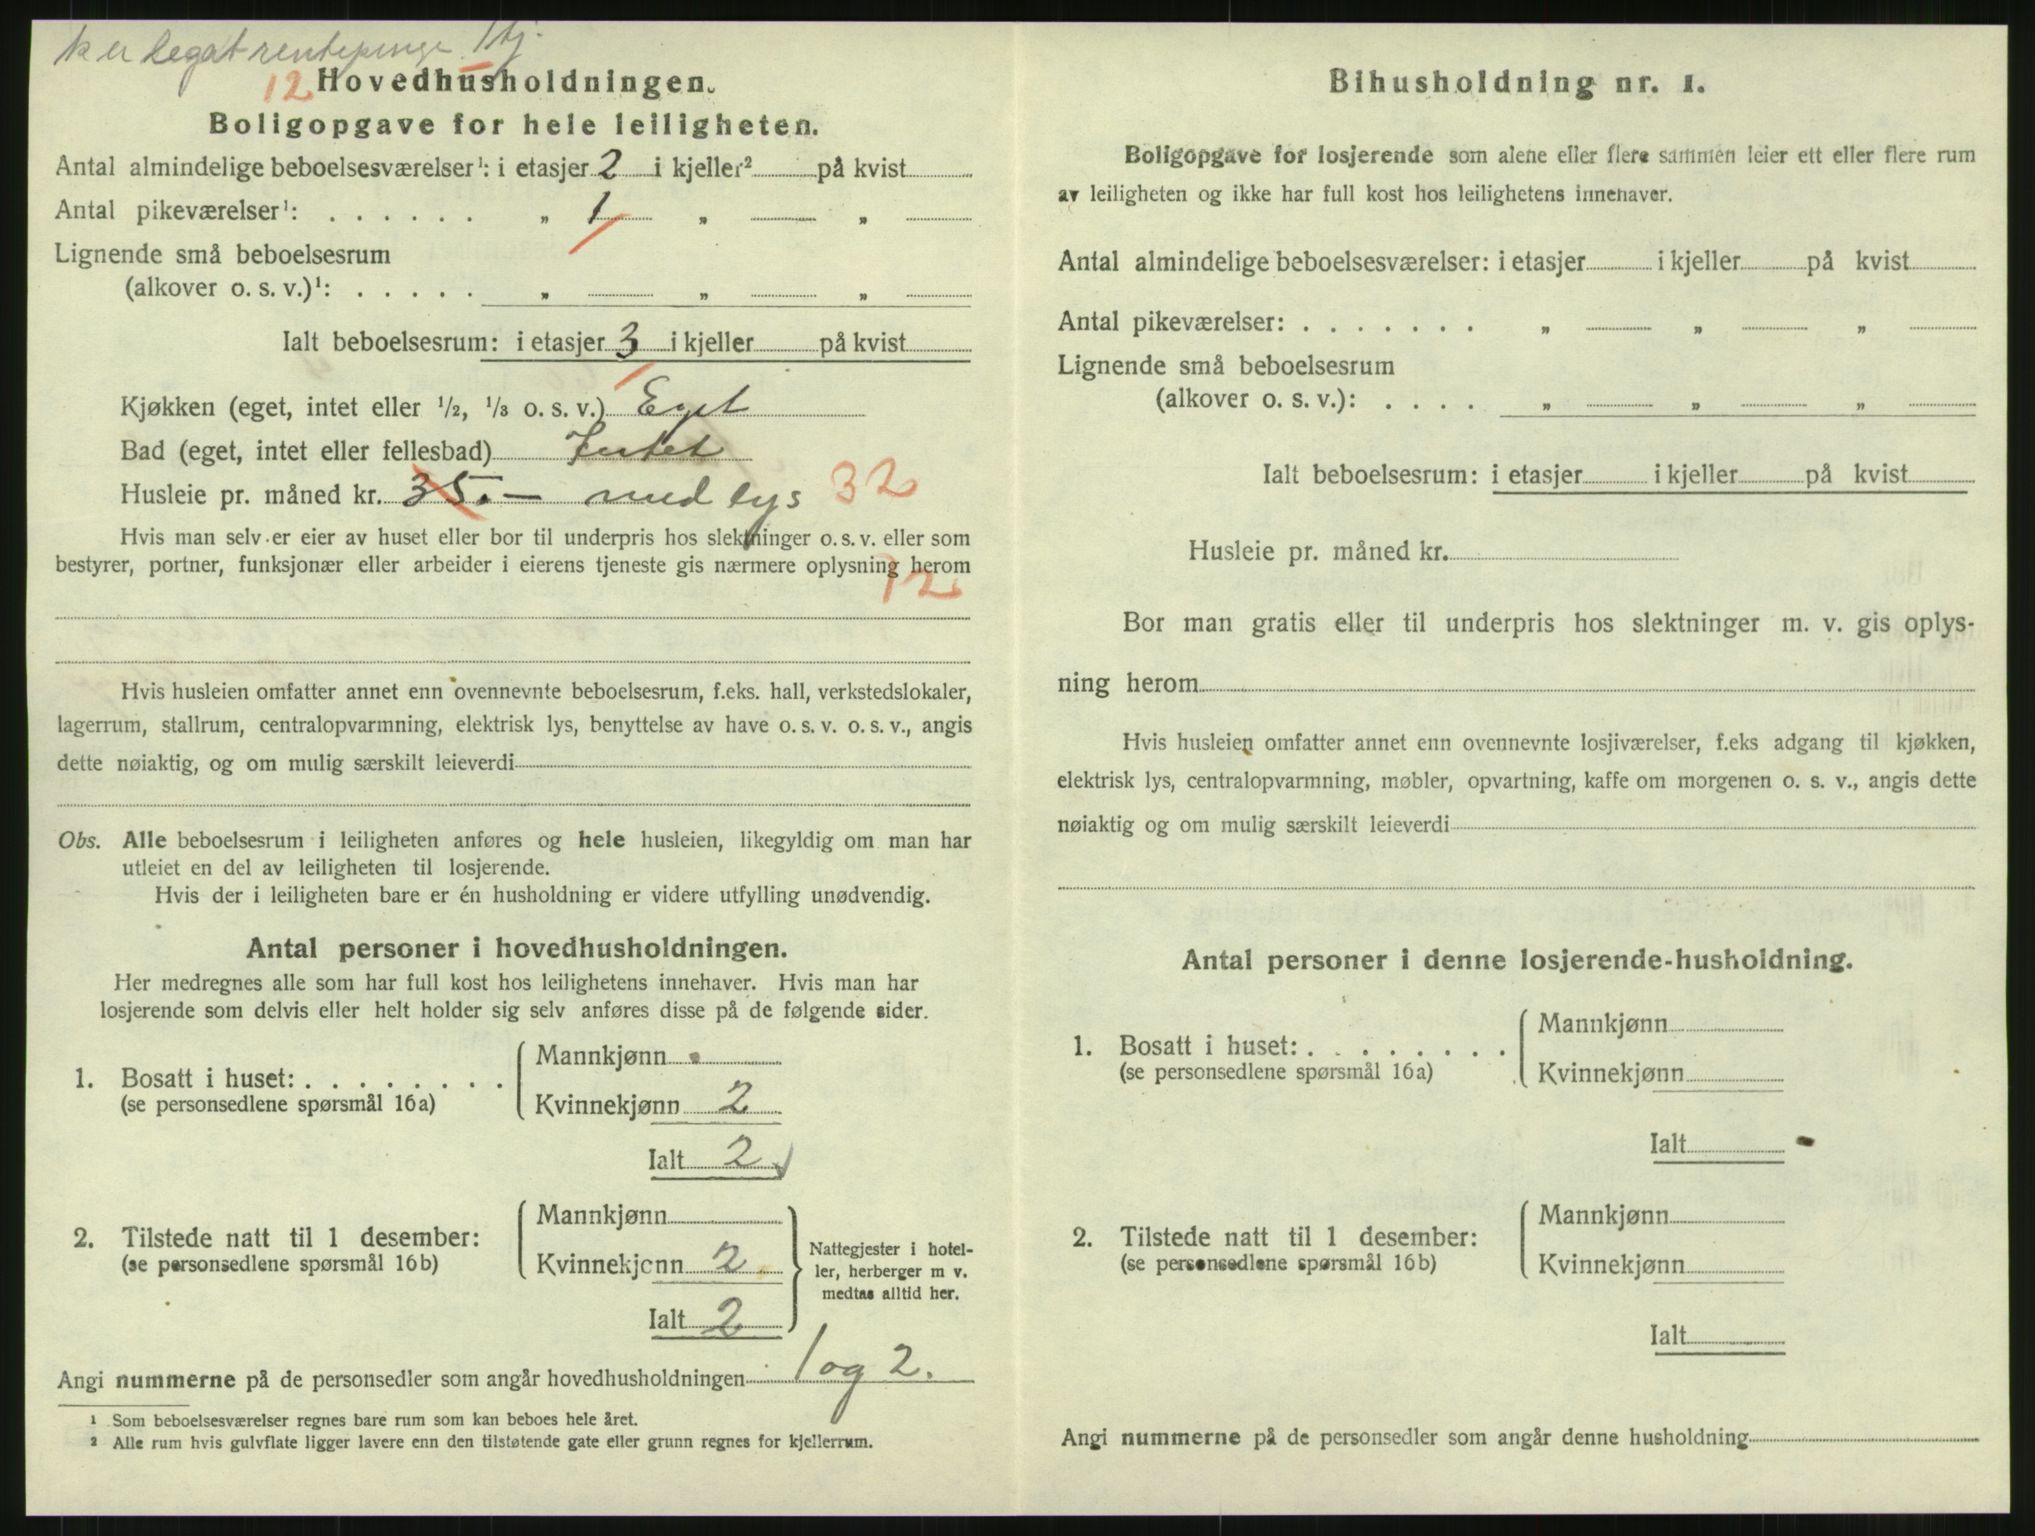 k er legat rentepenge 1 tj.
12 Hovedhusholdningen.
Boligopgave for hele leiligheten.
Antal almindelige beboelsesværelser¹: i etasjer 2 i kjeller² på kvist
Antal pikeværelser¹: . . . . . . „ 1 „ „
Lignende små beboelsesrum
(alkover o. s. v.)¹: . . . . . „ „ „
Ialt beboelsesrum: i etasjer 3 i kjeller på kvist
Kjøkken (eget, intet eller 1/2, 1/3 o. s. v.) Eget
Bad (eget, intet eller fellesbad) Intet
Husleie pr. måned kr. 35.— med lys 32
Hvis man selv er eier av huset eller bor til underpris hos slektninger o. s. v. eller som
bestyrer, portner, funksjonær eller arbeider i eierens tjeneste gis nærmere oplysning herom
12
Hvis husleien omfatter annet enn ovennevnte beboelsesrum, f.eks. hall, verkstedslokaler,
lagerrum, stallrum, centralopvarmning, elektrisk lys, benyttelse av have o. s. v. o. s. v., angis
dette nøiaktig, og om mulig særskilt leieverdi
Obs. Alle beboelsesrum i leiligheten anføres og hele husleien, likegyldig om man har
utleiet en del av leiligheten til losjerende.
Hvis der i leiligheten bare er én husholdning er videre utfylling unødvendig.
Antal personer i hovedhusholdningen.
Her medregnes alle som har full kost hos leilighetens innehaver. Hvis man har
losjerende som delvis eller helt holder sig selv anføres disse på de følgende sider.
Mannkjønn
1. Bosatt i huset: . . . . . . . .
(se personsedlene spørsmål 16a)
Kvinnekjønn 2
Ialt 2
Mannkjønn
2. Tilstede natt til 1 desember:
(se personsedlene spørsmål 16b)
Kvinnekjønn 2
Ialt 2
Nattegjester i hotel-
ler, herberger m v.
medtas alltid her.
Angi nummerne på de personsedler som angår hovedhusholdningen 1 og 2.
¹ Som beboelsesværelser regnes bare rum som kan beboes hele året.
² Alle rum hvis gulvflate ligger lavere enn den tilstøtende gate eller grunn regnes for kjellerrum.
Bihusholdning nr. 1.
Boligopgave for losjerende som alene eller flere sammen leier ett eller flere rum
av leiligheten og ikke har full kost hos leilighetens innehaver.
Antal almindelige beboelsesværelser: i etasjer i kjeller på kvist
Antal pikeværelser: . . . . . . . „ „ „
Lignende små beboelsesrum
(alkover o. s. v.): . . . . „ „ „
Ialt beboelsesrum: i etasjer i kjeller på kvist
Husleie pr. måned kr.
Bor man gratis eller til underpris hos slektninger m. v. gis oplys-
ning herom
Hvis husleien omfatter annet enn ovennevnte losjiværelser, f.eks adgang til kjøkken,
elektrisk lys, centralopvarmning, møbler, opvartning, kaffe om morgenen o. s. v., angis dette
nøiaktig og om mulig særskilt leieverdi
Antal personer i denne losjerende-husholdning.
Mannkjønn
1. Bosatt i huset: . . . . . . . .
(se personsedlene spørsmål 16a)
Kvinnekjønn
Ialt
Mannkjønn
2. Tilstede natt til 1 desember:
(se personsedlene spørsmål 16b)
Kvinnekjønn
Ialt
Angi nummerne på de personsedler som angår denne husholdning